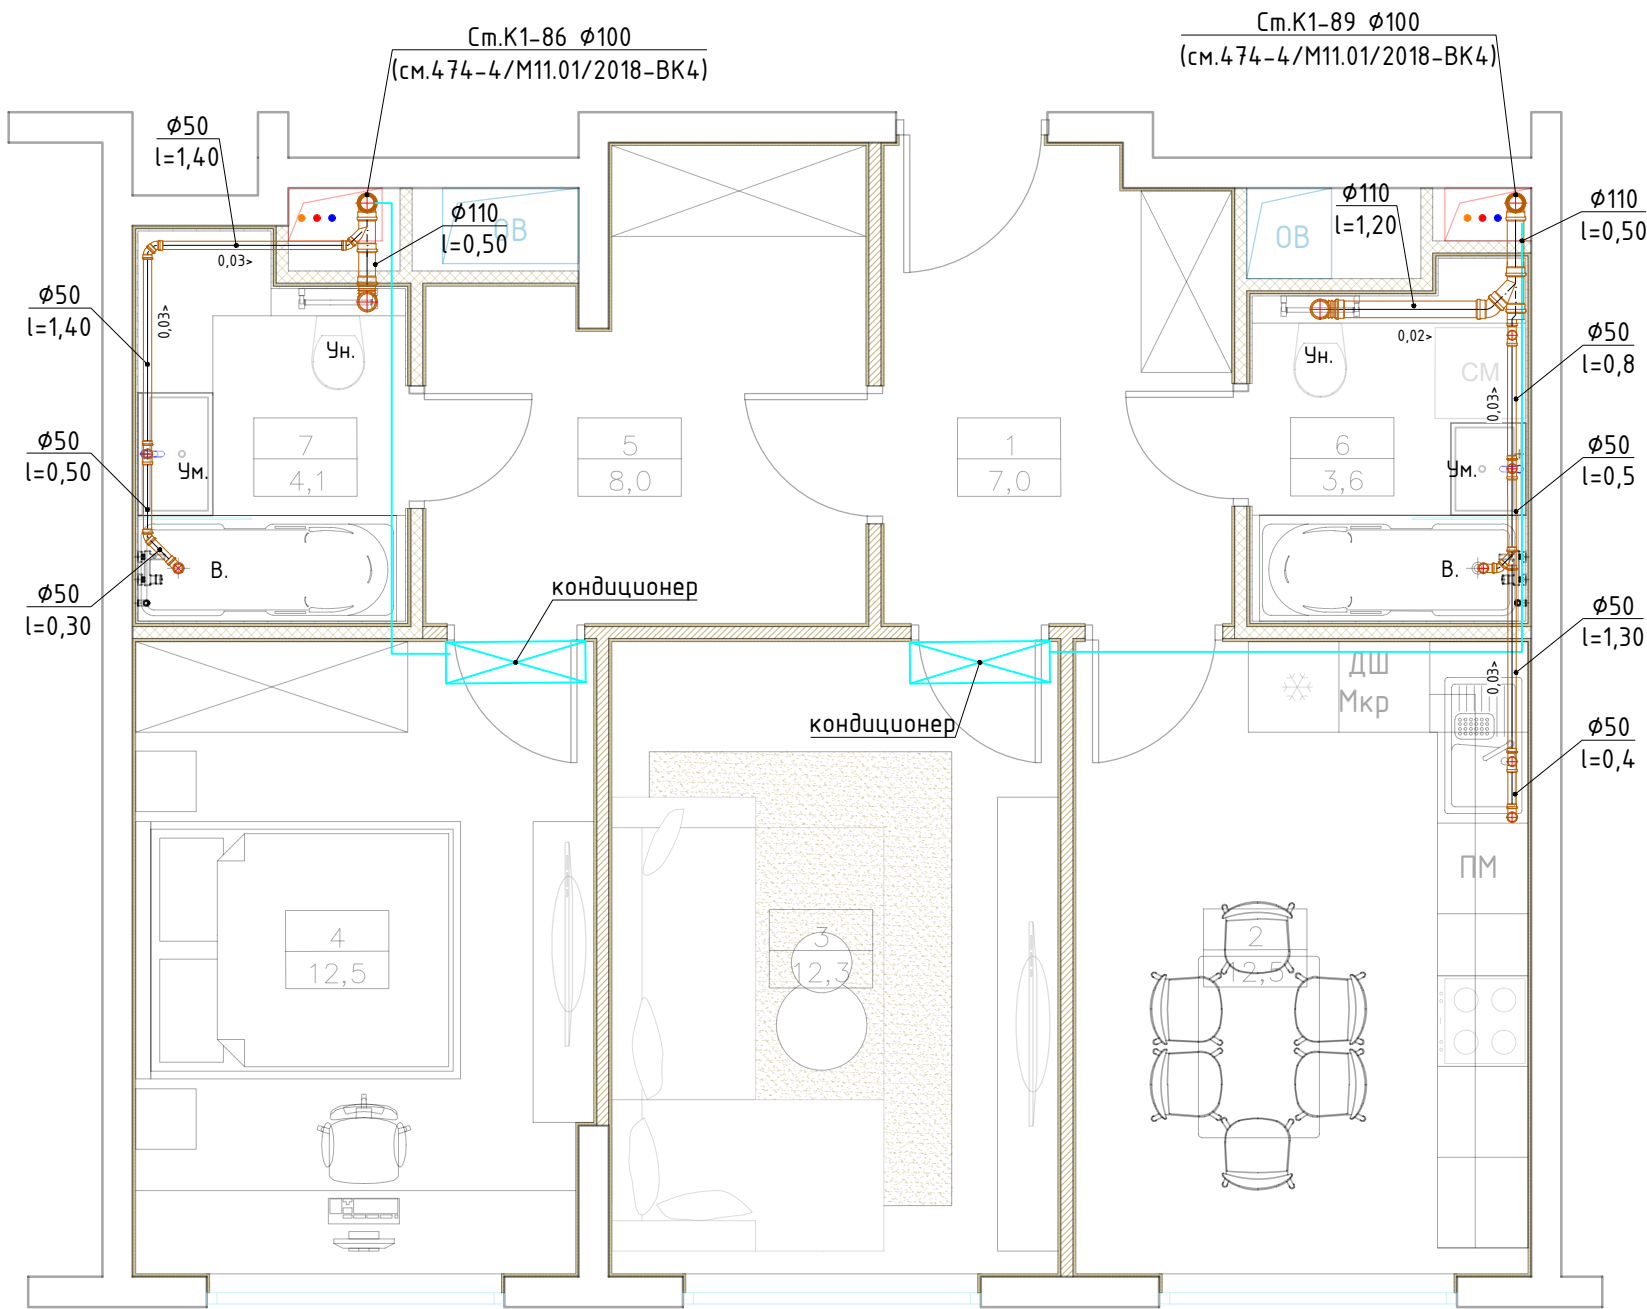 Ст.К1-86 Ф100
(см.474-4/М11.01/2018-ВК4)
Ст.К1-89 Ф100
(см.474-4/М11.01/2018-ВК4)
Ф50
l=1,40
Ф110
l=0,50
ОВ
0,03>
Ф110
l=1,20
ОВ
Ф110
l=0,50
Ф50
l=1,40
0,03>
Ун.
Ун.
0,02>
СМ
Ф50
l=0,8
0,03>
Ф50
l=0,50
Ум.
7
4,1
5
8,0
1
7,0
6
3,6
Ум.
Ф50
l=0,5
Ф50
l=0,30
В.
кондиционер
В.
Ф50
l=1,30
кондиционер
ДШ
Мкр
0,03>
Ф50
l=0,4
ПМ
4
12,5
3
12,3
2
12,5